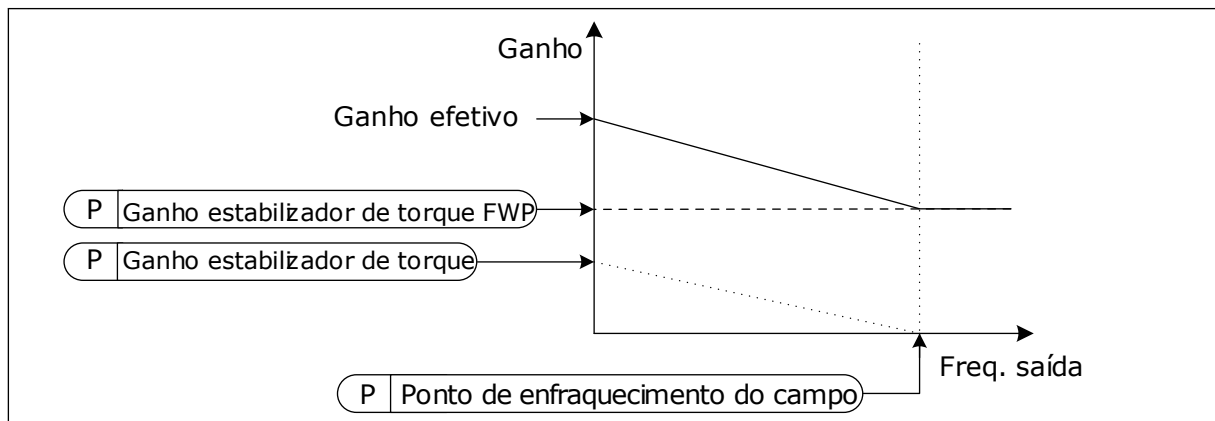 Ganho
Ganho efetivo
P Ganho estabilizador de torque FWP
P Ganho estabilizador de torque
Freq. saída
P Ponto de enfraquecimento do campo